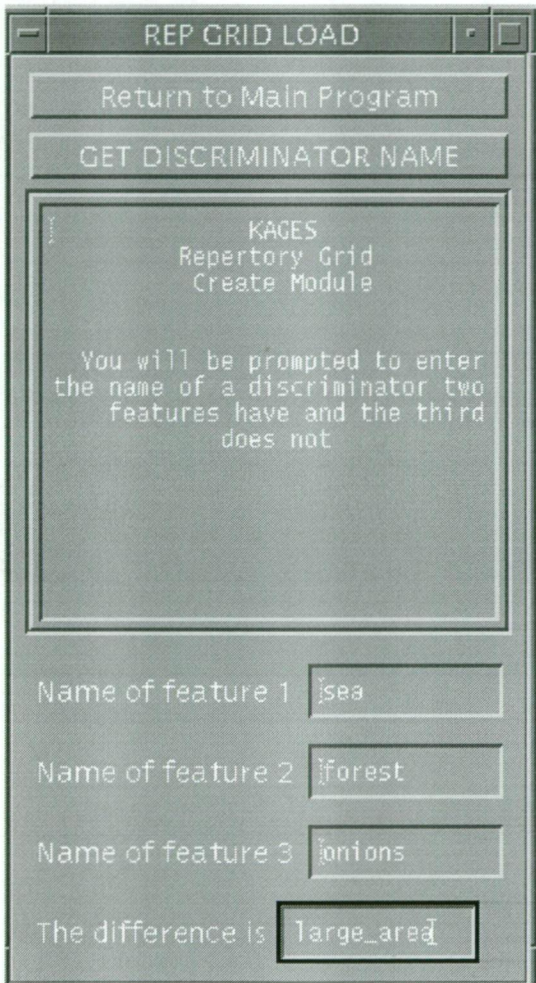 REP GRID LOAD
Return to Main Program
GET DISCRIMINATOR NAME
KAGES
Repertory Grid
Create Module
You will be prompted to enter
the name of a discriminator two
features have and the third
does not
Name of feature 1 sea
Name of feature 2 forest
Name of feature 3 onions
The difference is large_area